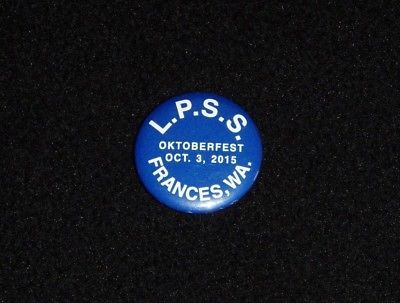 L.P.S.S.
OKTOBERFEST
OCT. 3, 2015
FRANCES, WA.